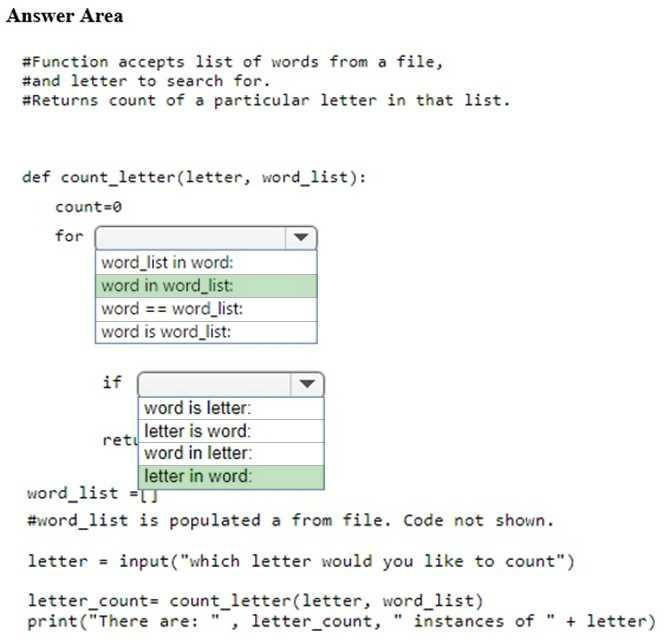 Answer Area
#Function accepts list of words from a file,
#and letter to search for.
#Returns count of a particular letter in that list.
def count_letter(letter, word_list):
count=0
for
word_list in word:
word in word_list:
word == word_list:
word is word_list:
if
word is letter:
letter is word:
word in letter:
letter in word:
word_list =[]
#word_list is populated a from file. Code not shown.
letter = input("which letter would you like to count")
letter_count= count_letter(letter, word_list)
print("There are: " , letter_count, " instances of " + letter)